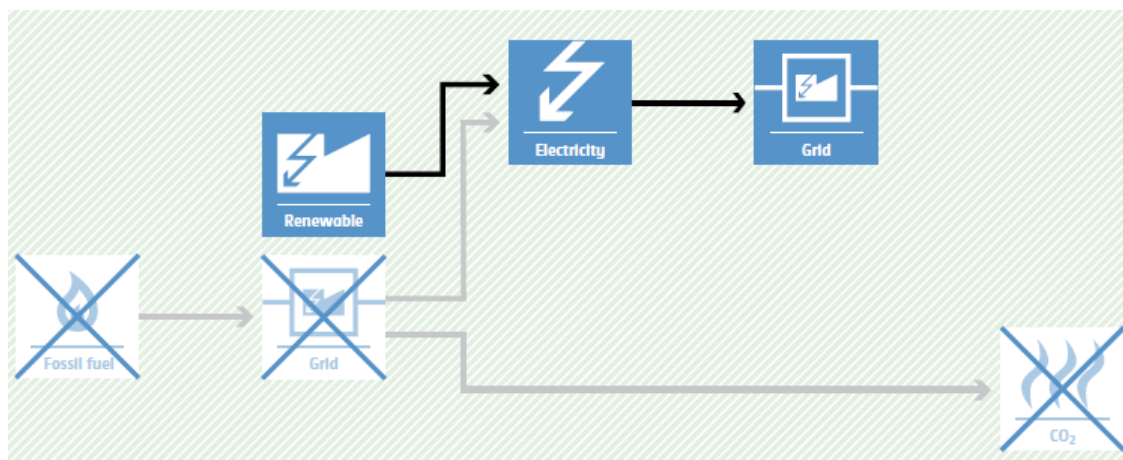 Electricity
Grid
Renewable
Fossil fuel
Grid
CO₂